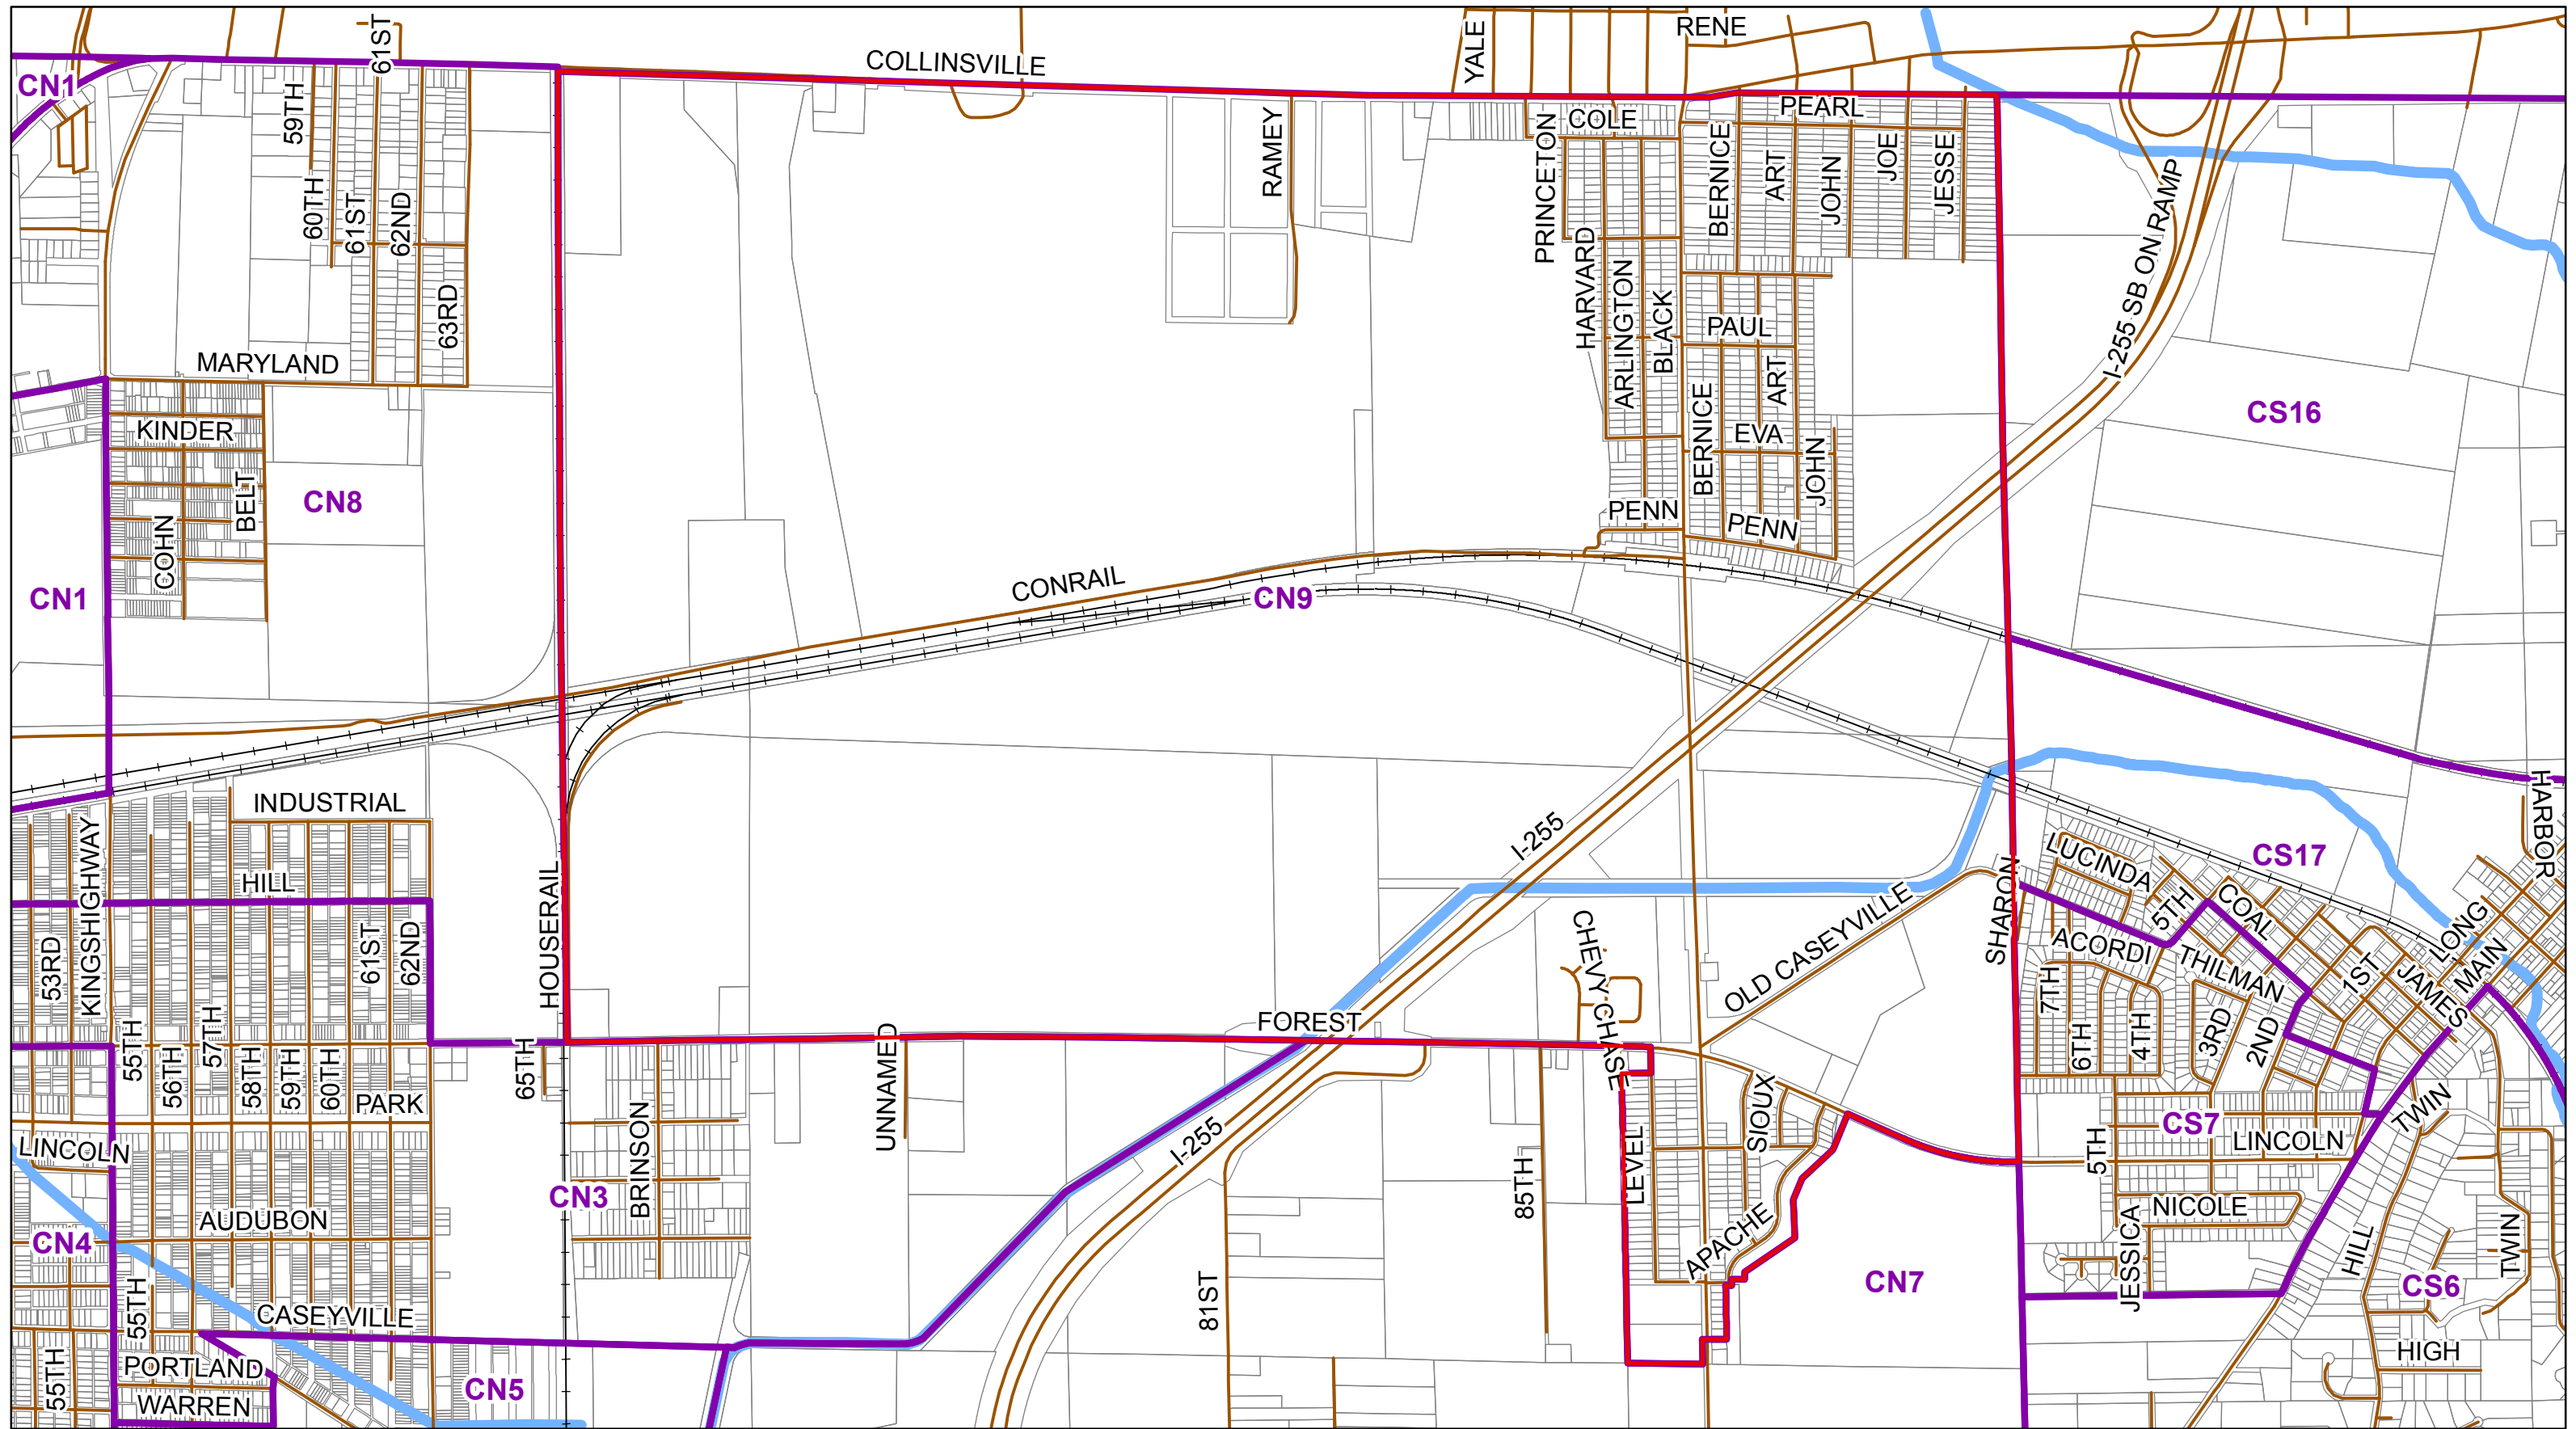 61ST
YALE
RENE
COLLINSVILLE
CN1
59TH
RAMEY
PRINCETON
COLE
BERNICE
PEARL
ART
JOHN
JOE
JESSE
60TH
61ST
62ND
63RD
I-255 SB ON RAMP
HARVARD
ARLINGTON
BLACK
PAUL
ART
MARYLAND
KINDER
BELT
COHN
CN8
CN1
BERNICE
EVA
JOHN
PENN
PENN
CS16
CONRAIL
CN9
INDUSTRIAL
KINGSHIGHWAY
HILL
53RD
61ST
62ND
HOUSERAIL
I-255
HARBOR
CS17
LUCINDA
5TH
COAL
LONG
MAIN
SHARON
ACORDI
THILMAN
1ST
JAMES
CHEVY CHASE
OLD CASEYVILLE
FOREST
7TH
6TH
4TH
3RD
2ND
55TH
56TH
57TH
58TH
59TH
60TH
PARK
65TH
UNNAMED
BRINSON
CN3
I-255
85TH
LEVEL
SIOUX
APACHE
CN7
CS7
TWIN
LINCOLN
5TH
NICOLE
JESSICA
HILL
TWIN
CS6
HIGH
LINCOLN
CN4
AUDUBON
55TH
CASEYVILLE
81ST
55TH
PORTLAND
WARREN
CN5